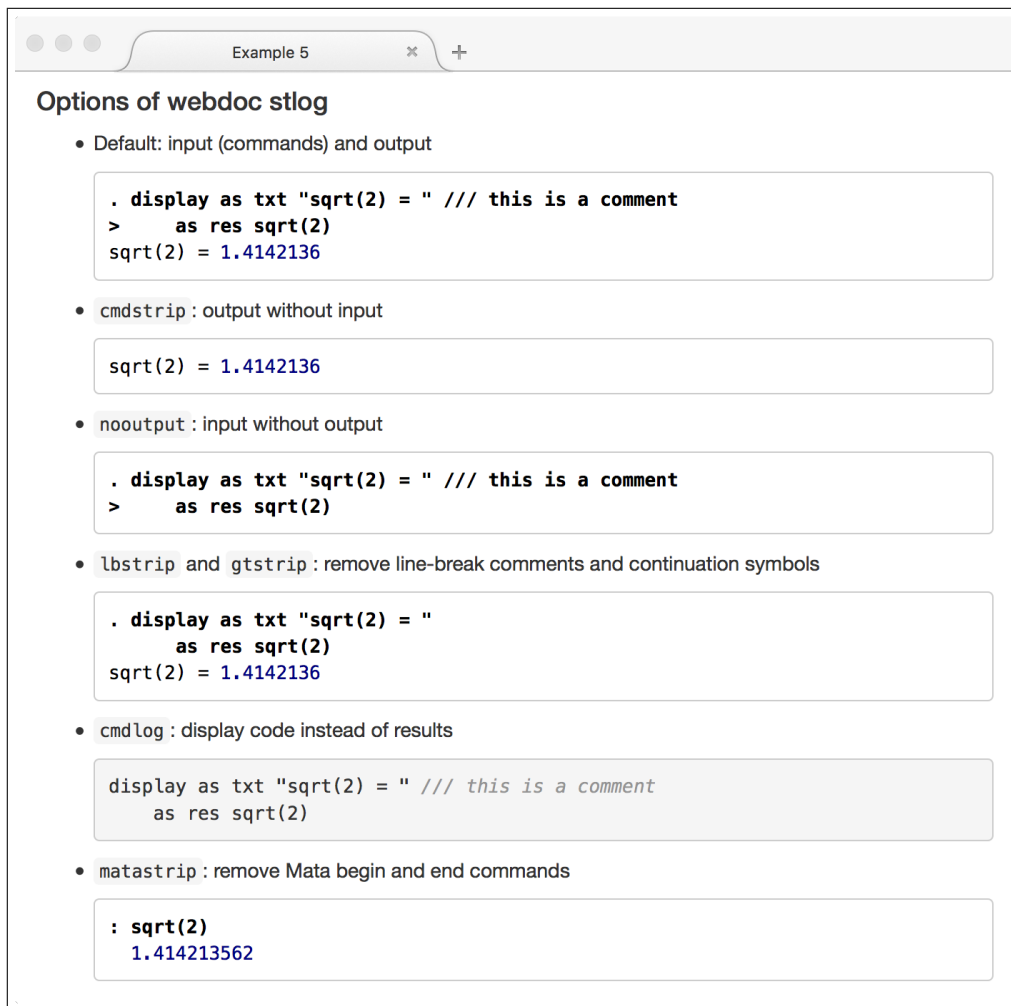 Example 5
Options of webdoc stlog
• Default: input (commands) and output
. display as txt "sqrt(2) = " /// this is a comment
>     as res sqrt(2)
sqrt(2) = 1.4142136
• cmdstrip : output without input
sqrt(2) = 1.4142136
• nooutput : input without output
. display as txt "sqrt(2) = " /// this is a comment
>     as res sqrt(2)
• lbstrip and gtstrip : remove line-break comments and continuation symbols
. display as txt "sqrt(2) = "
      as res sqrt(2)
sqrt(2) = 1.4142136
• cmdlog : display code instead of results
display as txt "sqrt(2) = " /// this is a comment
    as res sqrt(2)
• matastrip : remove Mata begin and end commands
: sqrt(2)
  1.414213562